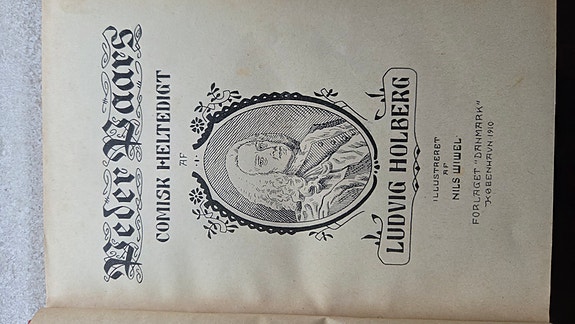 Peder Paars
COMISK HELTEDIGT
AF
LUDVIG HOLBERG
ILLUSTRERET
AF
NILS WIWEL
FORLAGET "DANMARK"
KØBENHAVN 1910